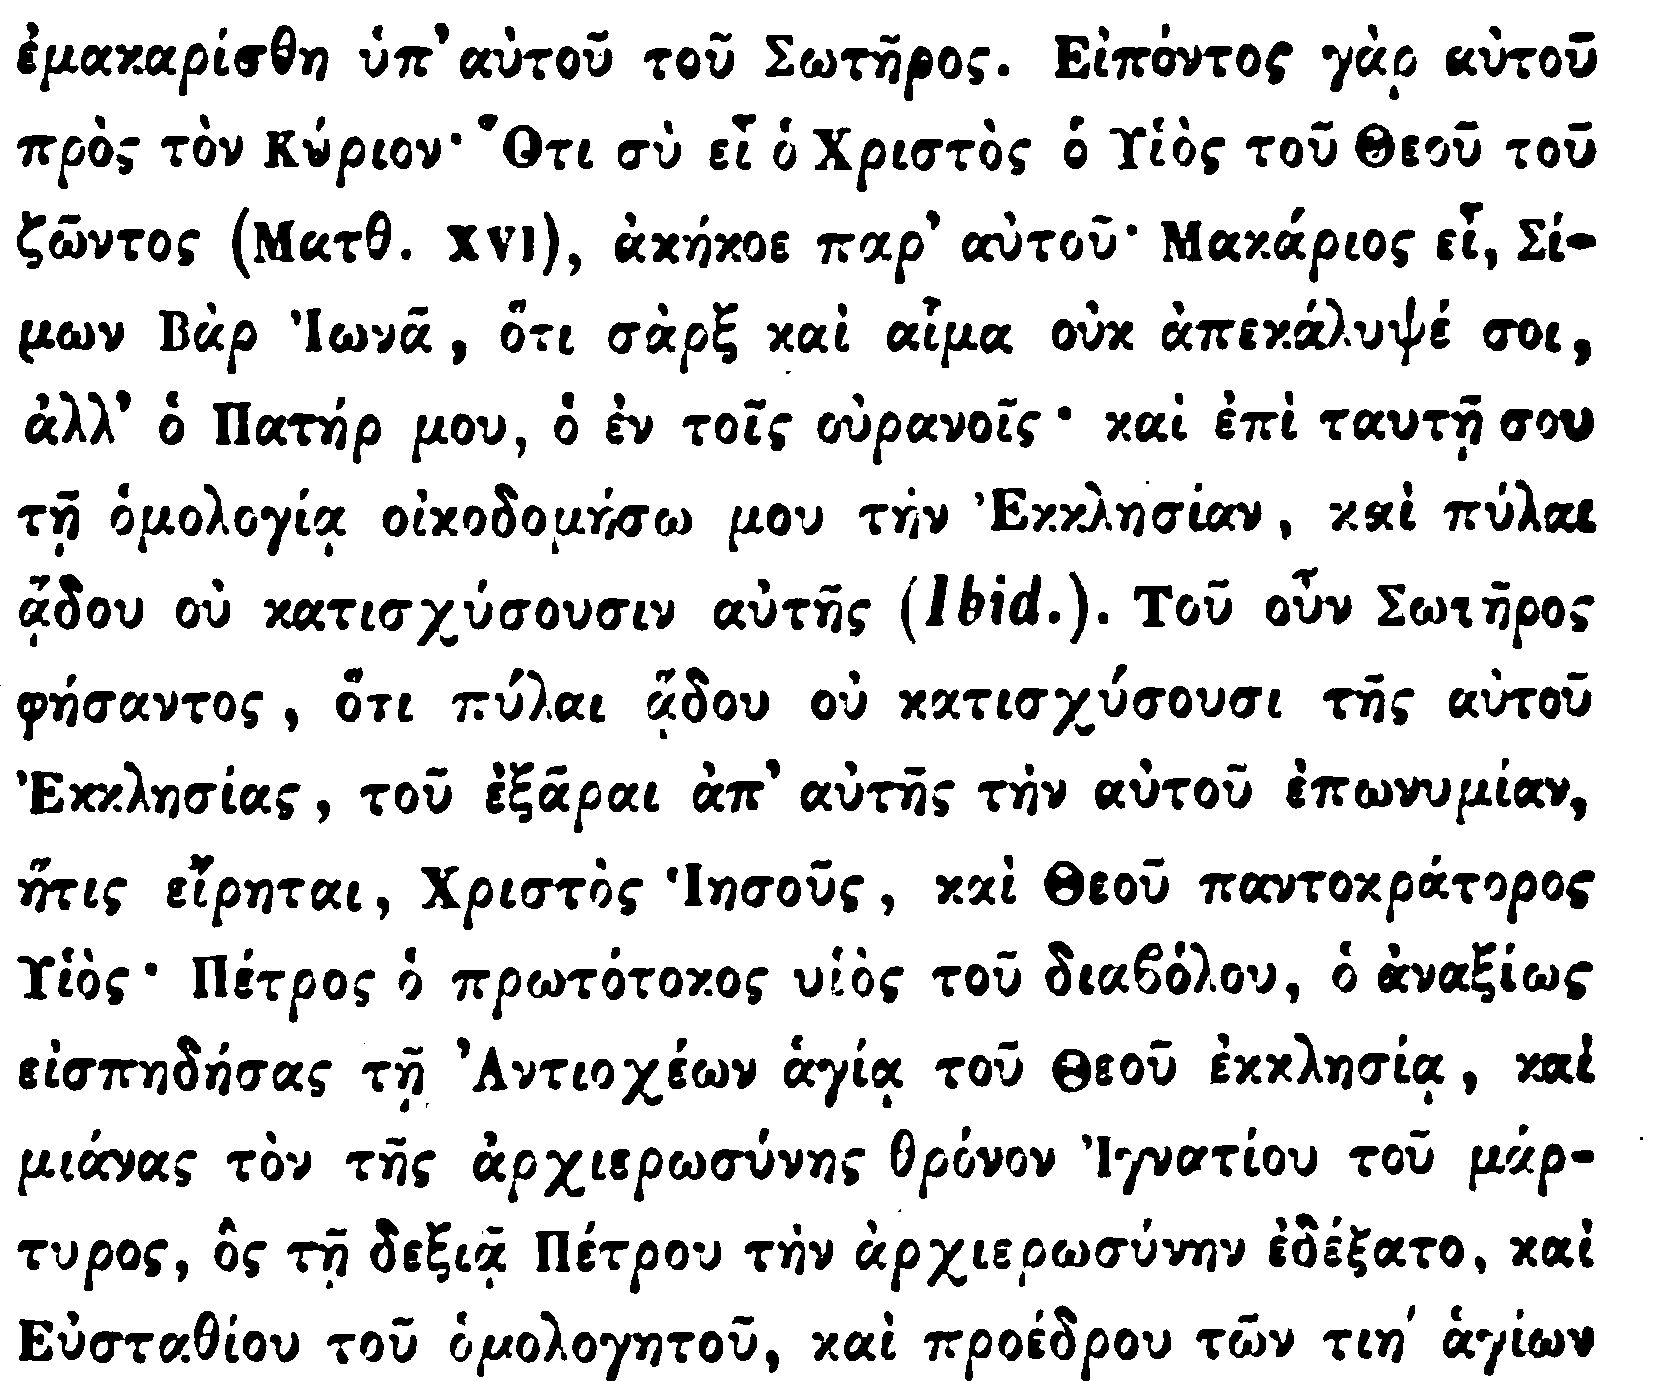 ἐμακαρίσθη ὑπ' αὐτοῦ τοῦ Σωτῆρος. Εἰπόντος γὰρ αὐτοῦ
πρὸς τὸν Κύριον· Ὅτι σὺ εἶ ὁ Χριστὸς ὁ Υἱὸς τοῦ Θεοῦ τοῦ
ζῶντος (Ματθ. XVI), ἀκήκοε παρ' αὐτοῦ· Μακάριος εἶ, Σί-
μων Βὰρ Ἰωνᾶ, ὅτι σὰρξ καὶ αἷμα οὐκ ἀπεκάλυψέ σοι,
ἀλλ' ὁ Πατήρ μου, ὁ ἐν τοῖς οὐρανοῖς· καὶ ἐπὶ ταυτῇ σου
τῇ ὁμολογίᾳ οἰκοδομήσω μου τὴν Ἐκκλησίαν, καὶ πύλαι
ᾅδου οὐ κατισχύσουσιν αὐτῆς (Ibid.). Τοῦ οὖν Σωτῆρος
φήσαντος, ὅτι πύλαι ᾅδου οὐ κατισχύσουσι τῆς αὐτοῦ
Ἐκκλησίας, τοῦ ἐξᾶραι ἀπ' αὐτῆς τὴν αὐτοῦ ἐπωνυμίαν,
ἥτις εἴρηται, Χριστὸς Ἰησοῦς, καὶ Θεοῦ παντοκράτορος
Υἱὸς· Πέτρος ὁ πρωτότοκος υἱὸς τοῦ διαβόλου, ὁ ἀναξίως
εἰσπηδήσας τῇ Ἀντιοχέων ἁγίᾳ τοῦ Θεοῦ ἐκκλησίᾳ, καὶ
μιάνας τὸν τῆς ἀρχιερωσύνης θρόνον Ἰγνατίου τοῦ μάρ-
τυρος, ὃς τῇ δεξιᾷ Πέτρου τὴν ἀρχιερωσύνην ἐδέξατο, καὶ
Εὐσταθίου τοῦ ὁμολογητοῦ, καὶ προέδρου τῶν τιη' ἁγίων